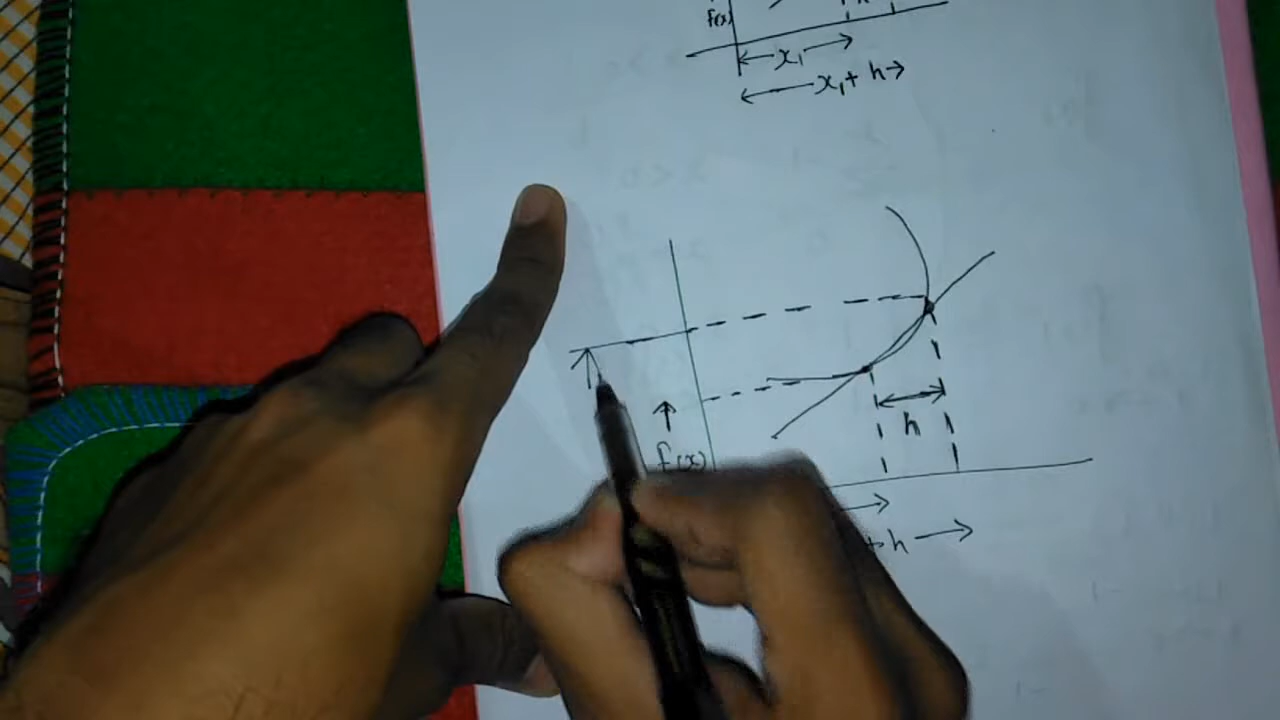 f(x)
x₁
x₁+ h
h
f(x)
+h